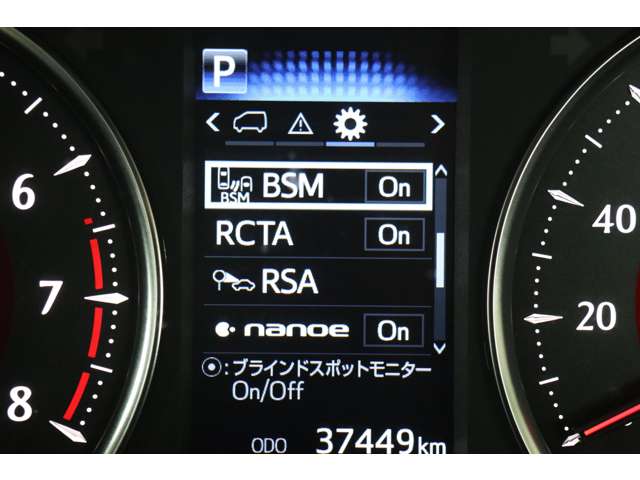 P
BSM BSM On
RCTA On
RSA
nanoe On
:ブラインドスポットモニター
On/Off
ODO 37449km
6
7
8
40
20